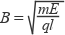 B = √(mE/ql)